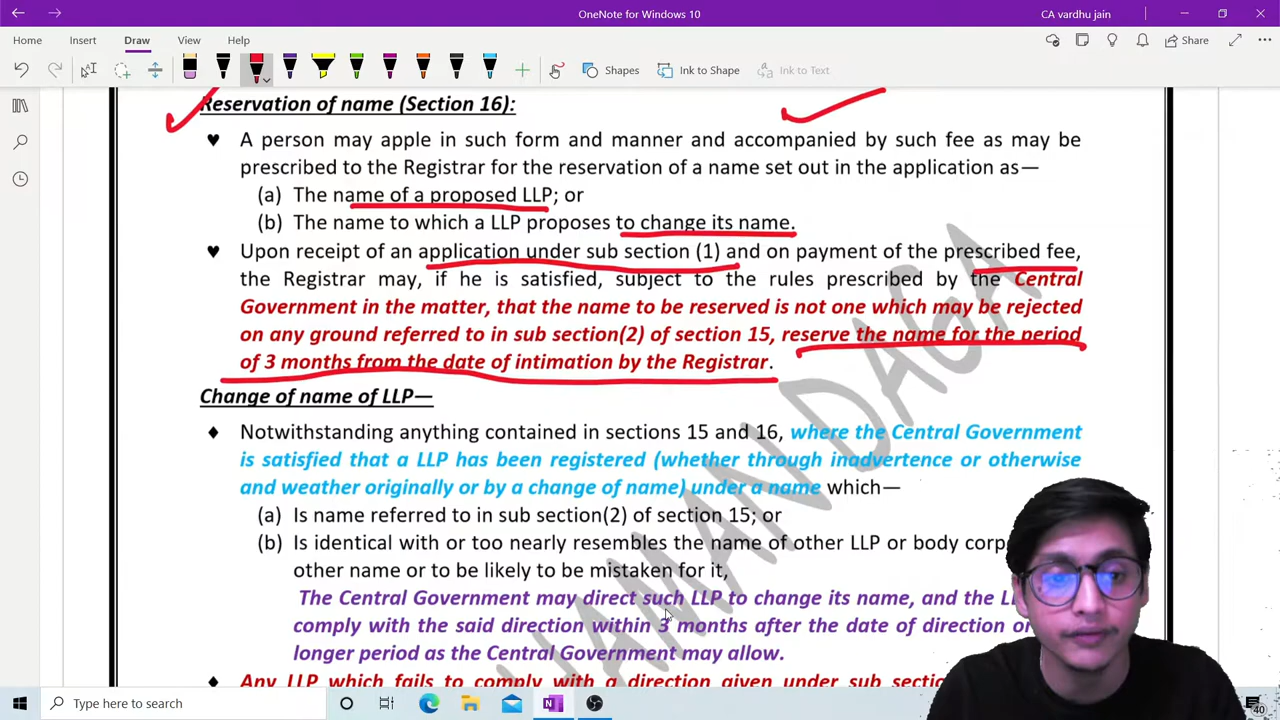 OneNote for Windows 10
CA vardhu jain
Home Insert Draw View Help
Share
Shapes Ink to Shape Ink to Text
Reservation of name (Section 16):
♥ A person may apple in such form and manner and accompanied by such fee as may be
prescribed to the Registrar for the reservation of a name set out in the application as—
(a) The name of a proposed LLP; or
(b) The name to which a LLP proposes to change its name.
♥ Upon receipt of an application under sub section (1) and on payment of the prescribed fee,
the Registrar may, if he is satisfied, subject to the rules prescribed by the Central
Government in the matter, that the name to be reserved is not one which may be rejected
on any ground referred to in sub section(2) of section 15, reserve the name for the period
of 3 months from the date of intimation by the Registrar.
Change of name of LLP—
♦ Notwithstanding anything contained in sections 15 and 16, where the Central Government
is satisfied that a LLP has been registered (whether through inadvertence or otherwise
and weather originally or by a change of name) under a name which—
(a) Is name referred to in sub section(2) of section 15; or
(b) Is identical with or too nearly resembles the name of other LLP or body corp
other name or to be likely to be mistaken for it,
The Central Government may direct such LLP to change its name, and the
comply with the said direction within 3 months after the date of direction or
longer period as the Central Government may allow.
♦ Any LLP which fails to comply with a direction given under sub
HAMAN DAGA
Type here to search
40